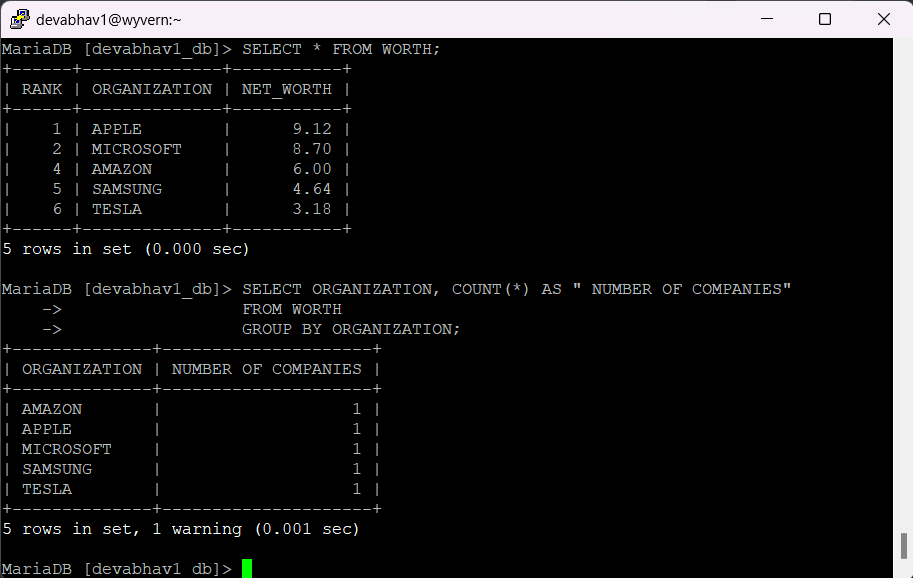 devabhav1@wyvern:~
MariaDB [devabhav1_db]> SELECT * FROM WORTH;
+------+--------------+-----------+
| RANK | ORGANIZATION | NET_WORTH |
+------+--------------+-----------+
|    1 | APPLE        |      9.12 |
|    2 | MICROSOFT    |      8.70 |
|    4 | AMAZON       |      6.00 |
|    5 | SAMSUNG      |      4.64 |
|    6 | TESLA        |      3.18 |
+------+--------------+-----------+
5 rows in set (0.000 sec)
MariaDB [devabhav1_db]> SELECT ORGANIZATION, COUNT(*) AS " NUMBER OF COMPANIES"
    ->                  FROM WORTH
    ->                  GROUP BY ORGANIZATION;
+--------------+---------------------+
| ORGANIZATION | NUMBER OF COMPANIES |
+--------------+---------------------+
| AMAZON       |                   1 |
| APPLE        |                   1 |
| MICROSOFT    |                   1 |
| SAMSUNG      |                   1 |
| TESLA        |                   1 |
+--------------+---------------------+
5 rows in set, 1 warning (0.001 sec)
MariaDB [devabhav1_db]>